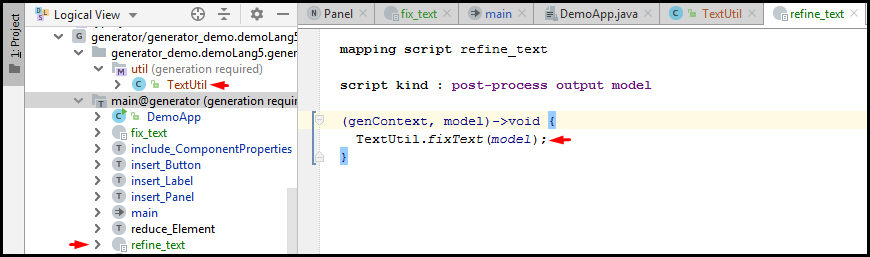 1: Project
Logical View
generator/generator_demo.demoLang5
generator_demo.demoLang5.gener
util (generation required)
TextUtil
main@generator (generation requir
DemoApp
fix_text
include_ComponentProperties
insert_Button
insert_Label
insert_Panel
main
reduce_Element
refine_text
Panel
fix_text
main
DemoApp.java
TextUtil
refine_text
mapping script refine_text
script kind : post-process output model
(genContext, model)->void {
TextUtil.fixText(model);
}